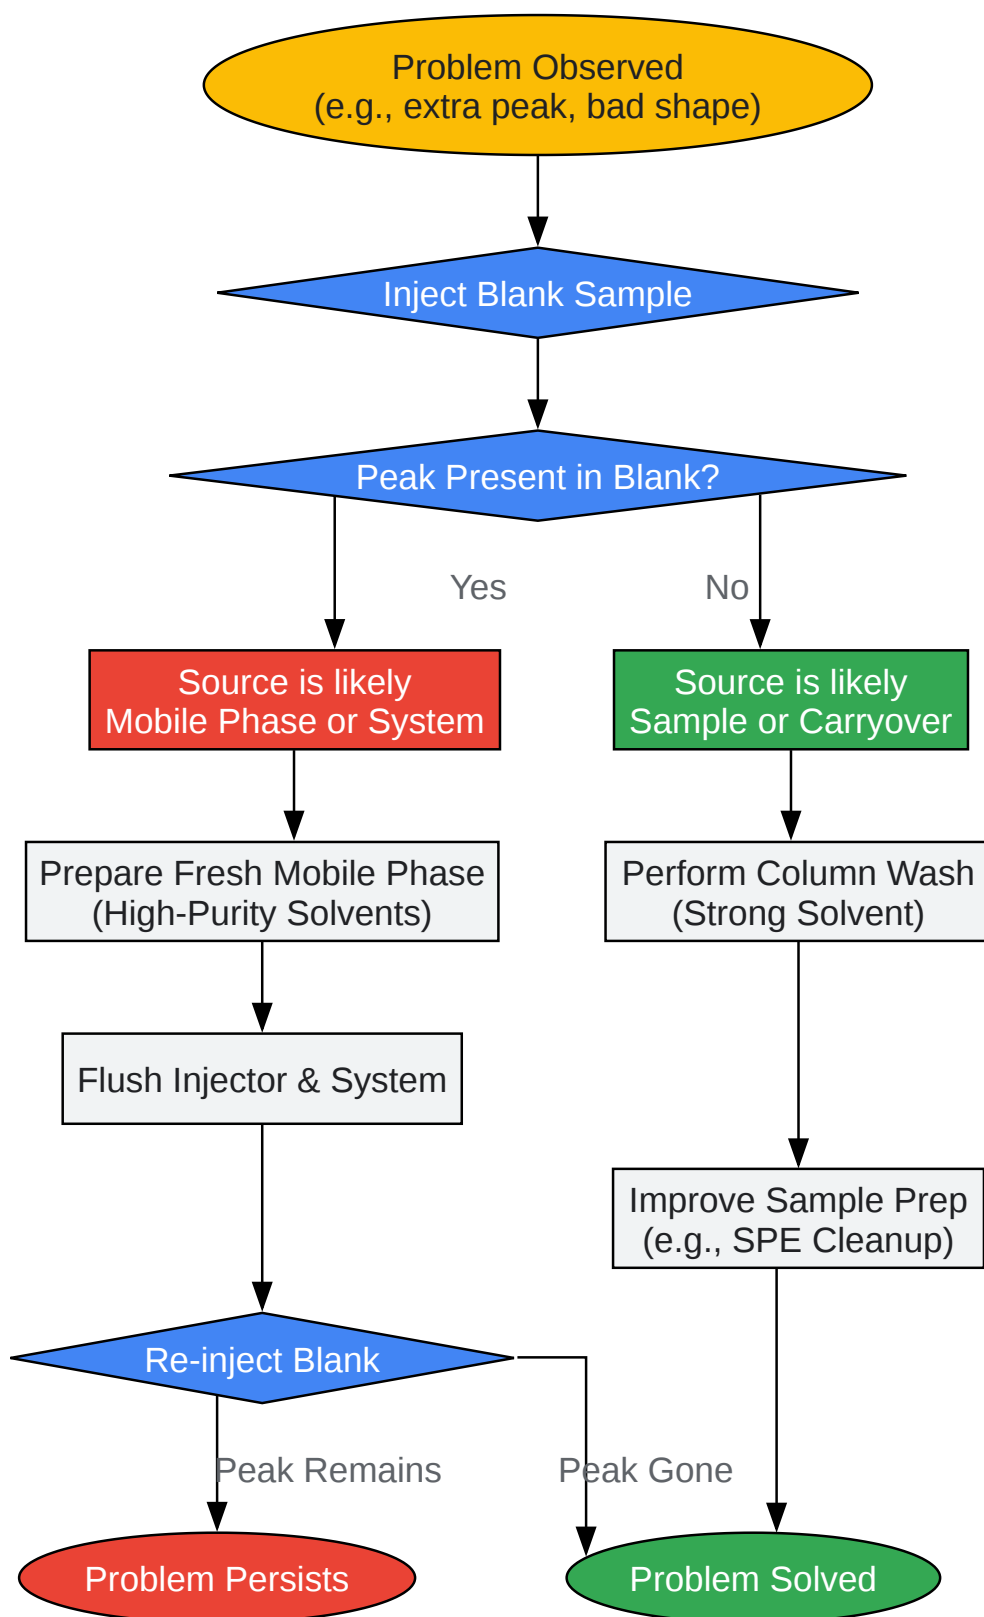 Problem Observed
(e.g., extra peak, bad shape)
Inject Blank Sample
Peak Present in Blank?
Yes
No
Source is likely
Mobile Phase or System
Source is likely
Sample or Carryover
Prepare Fresh Mobile Phase
(High-Purity Solvents)
Perform Column Wash
(Strong Solvent)
Flush Injector & System
Improve Sample Prep
(e.g., SPE Cleanup)
Re-inject Blank
Peak Remains
Peak Gone
Problem Persists
Problem Solved